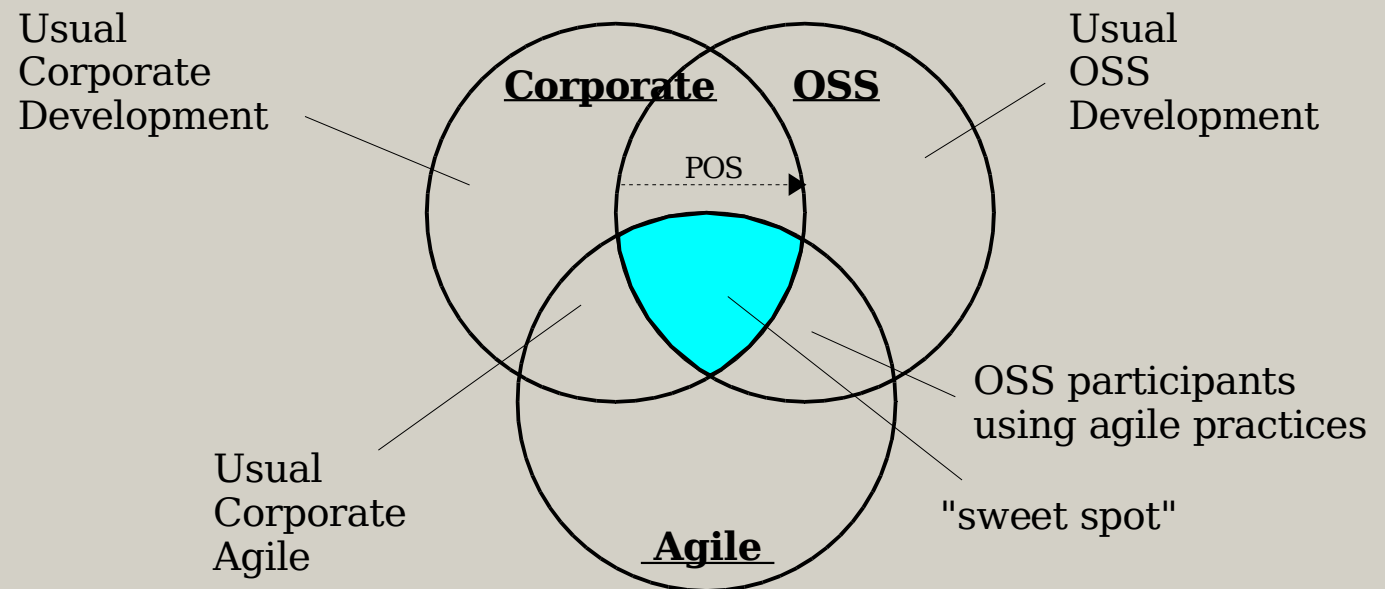 Usual
Corporate
Development
Corporate
OSS
Usual
OSS
Development
POS
OSS participants
using agile practices
Usual
Corporate
Agile
"sweet spot"
Agile